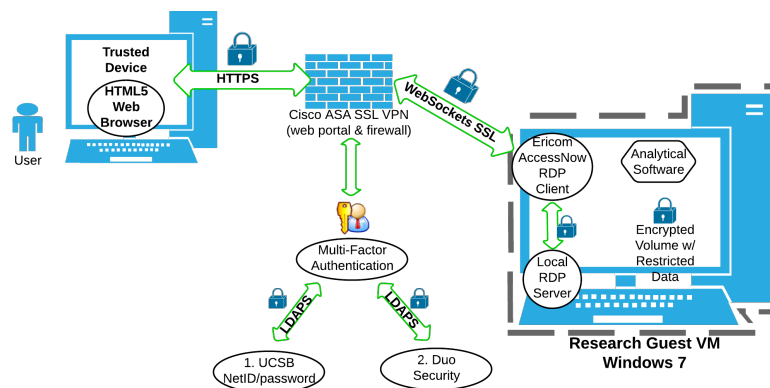 Trusted
Device
HTML5
Web
Browser
User
HTTPS
Cisco ASA SSL VPN
(web portal & firewall)
WebSockets SSL
Ericom
AccessNow
RDP
Client
Analytical
Software
Encrypted
Volume w/
Restricted
Data
Local
RDP
Server
Research Guest VM
Windows 7
Multi-Factor
Authentication
LDAPS
LDAPS
1. UCSB
NetID/password
2. Duo
Security